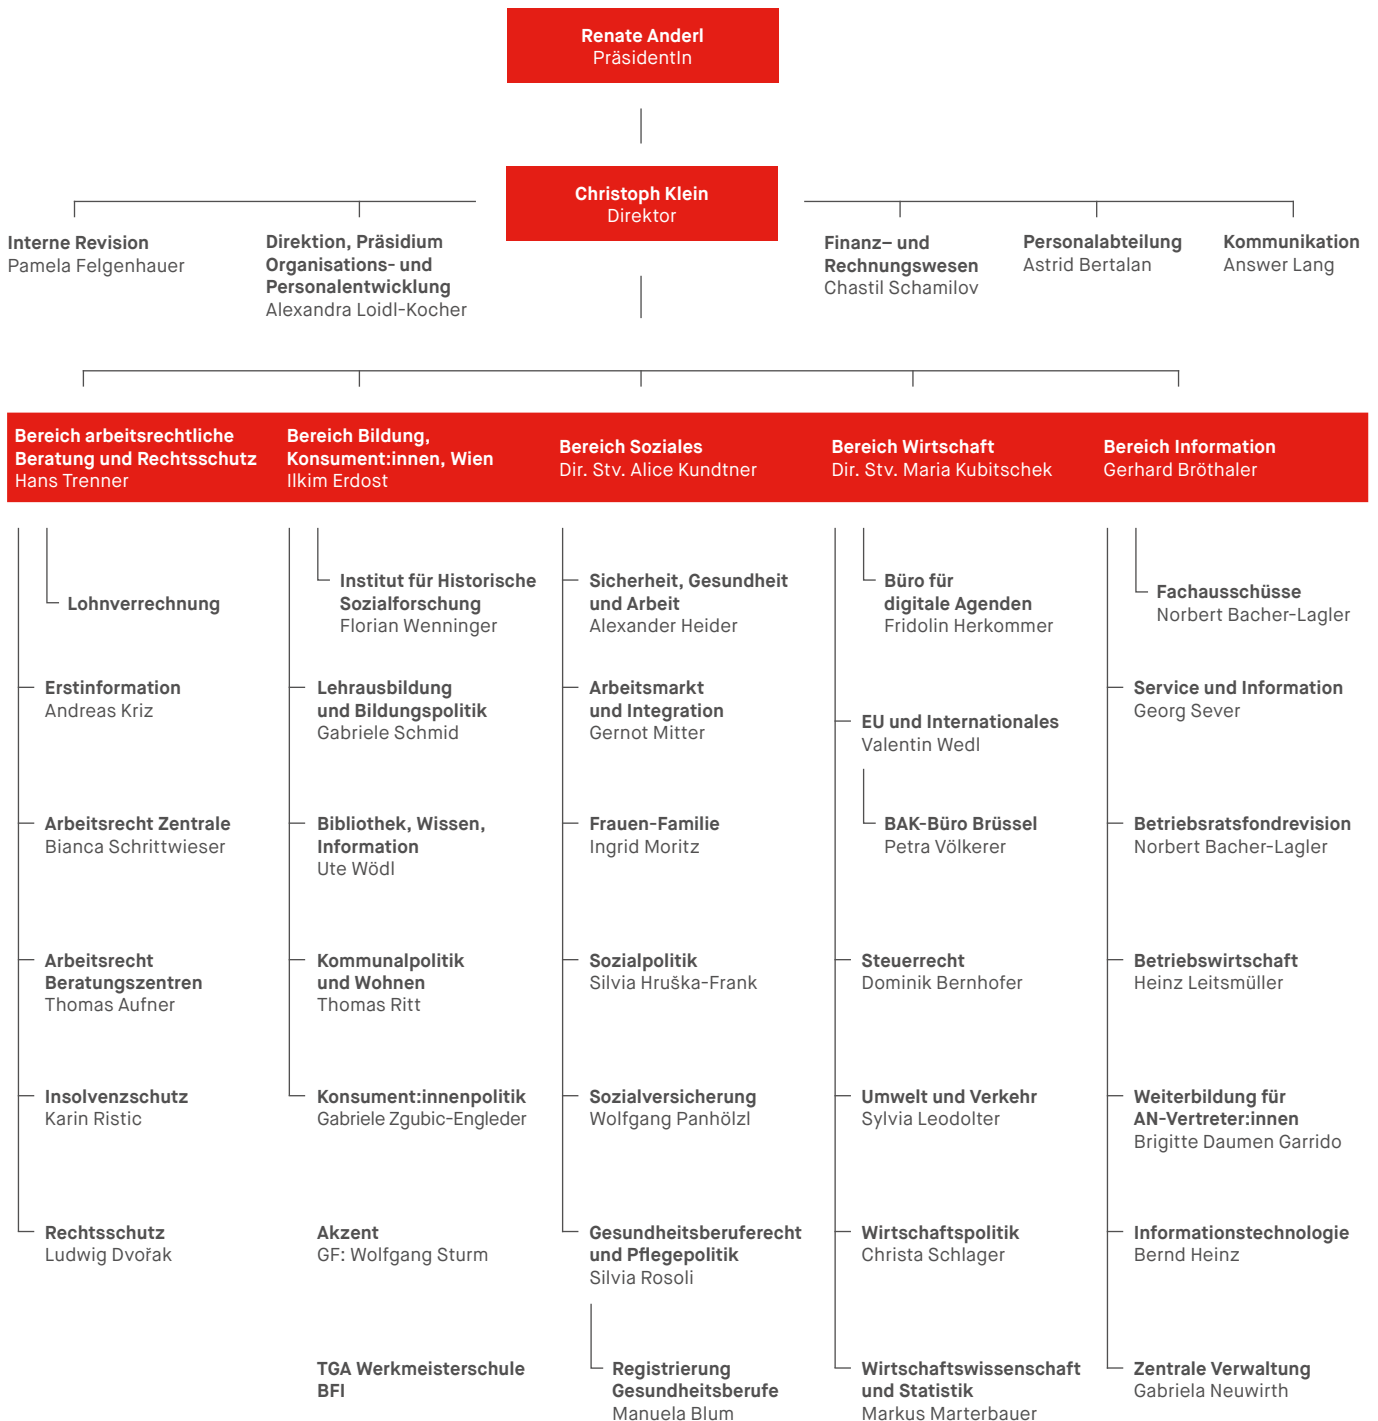 Renate Anderl
PräsidentIn
Christoph Klein
Direktor
Interne Revision
Pamela Felgenhauer
Direktion, Präsidium
Organisations- und
Personalentwicklung
Alexandra Loidl-Kocher
Finanz– und
Rechnungswesen
Chastil Schamilov
Personalabteilung
Astrid Bertalan
Kommunikation
Answer Lang
Bereich arbeitsrechtliche
Beratung und Rechtsschutz
Hans Trenner
Bereich Bildung,
Konsument:innen, Wien
Ilkim Erdost
Bereich Soziales
Dir. Stv. Alice Kundtner
Bereich Wirtschaft
Dir. Stv. Maria Kubitschek
Bereich Information
Gerhard Bröthaler
Lohnverrechnung
Erstinformation
Andreas Kriz
Arbeitsrecht Zentrale
Bianca Schrittwieser
Arbeitsrecht
Beratungszentren
Thomas Aufner
Insolvenzschutz
Karin Ristic
Rechtsschutz
Ludwig Dvořak
Institut für Historische
Sozialforschung
Florian Wenninger
Lehrausbildung
und Bildungspolitik
Gabriele Schmid
Bibliothek, Wissen,
Information
Ute Wödl
Kommunalpolitik
und Wohnen
Thomas Ritt
Konsument:innenpolitik
Gabriele Zgubic-Engleder
Akzent
GF: Wolfgang Sturm
TGA Werkmeisterschule
BFI
Sicherheit, Gesundheit
und Arbeit
Alexander Heider
Arbeitsmarkt
und Integration
Gernot Mitter
Frauen-Familie
Ingrid Moritz
Sozialpolitik
Silvia Hruška-Frank
Sozialversicherung
Wolfgang Panhölzl
Gesundheitsberuferecht
und Pflegepolitik
Silvia Rosoli
Registrierung
Gesundheitsberufe
Manuela Blum
Büro für
digitale Agenden
Fridolin Herkommer
EU und Internationales
Valentin Wedl
BAK-Büro Brüssel
Petra Völkerer
Steuerrecht
Dominik Bernhofer
Umwelt und Verkehr
Sylvia Leodolter
Wirtschaftspolitik
Christa Schlager
Wirtschaftswissenschaft
und Statistik
Markus Marterbauer
Fachausschüsse
Norbert Bacher-Lagler
Service und Information
Georg Sever
Betriebsratsfondrevision
Norbert Bacher-Lagler
Betriebswirtschaft
Heinz Leitsmüller
Weiterbildung für
AN-Vertreter:innen
Brigitte Daumen Garrido
Informationstechnologie
Bernd Heinz
Zentrale Verwaltung
Gabriela Neuwirth